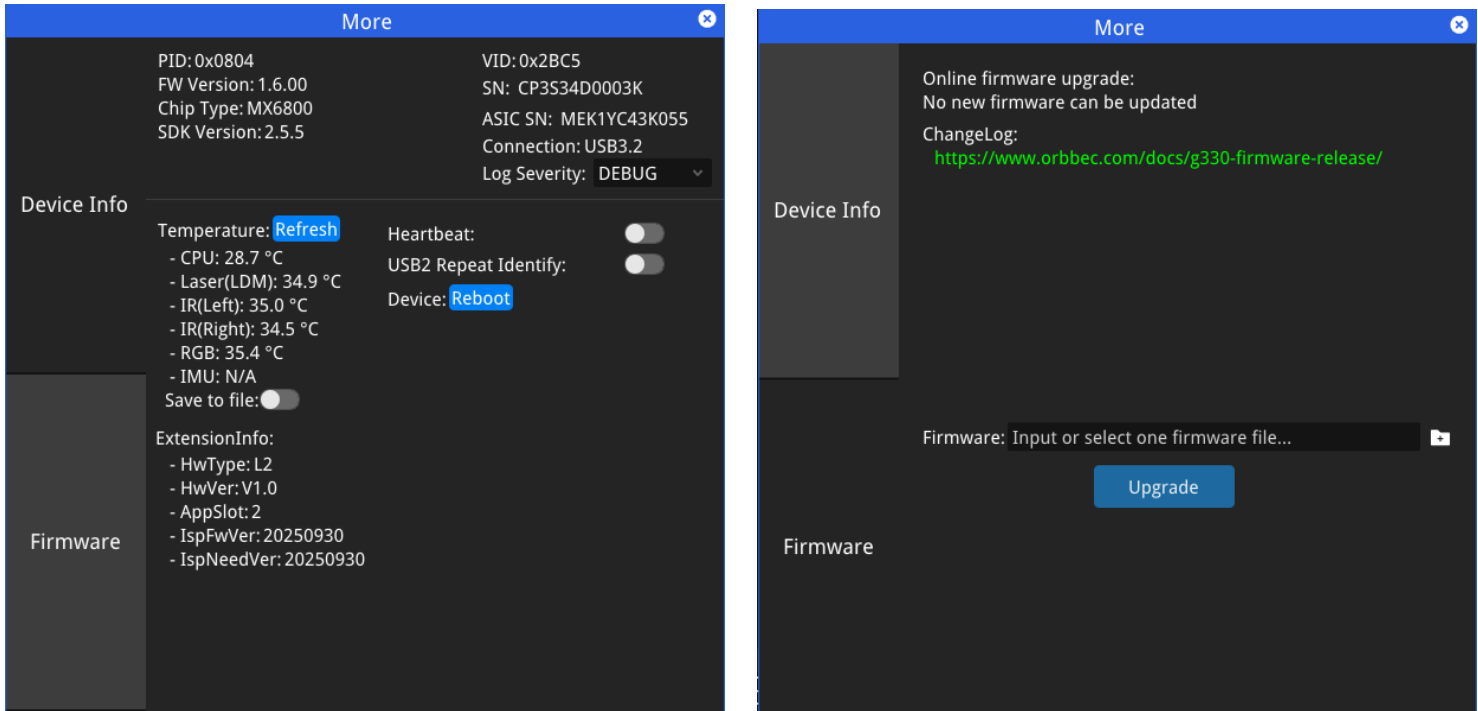 More
PID: 0x0804
FW Version: 1.6.00
Chip Type: MX6800
SDK Version: 2.5.5
VID: 0x2BC5
SN: CP3S34D0003K
ASIC SN: MEK1YC43K055
Connection: USB3.2
Log Severity: DEBUG
Device Info
Temperature: Refresh
- CPU: 28.7 °C
- Laser(LDM): 34.9 °C
- IR(Left): 35.0 °C
- IR(Right): 34.5 °C
- RGB: 35.4 °C
- IMU: N/A
Save to file:
Heartbeat:
USB2 Repeat Identify:
Device: Reboot
ExtensionInfo:
- HwType: L2
- HwVer: V1.0
- AppSlot: 2
- IspFwVer: 20250930
- IspNeedVer: 20250930
Firmware
More
Online firmware upgrade:
No new firmware can be updated
ChangeLog:
https://www.orbbec.com/docs/g330-firmware-release/
Device Info
Firmware: Input or select one firmware file...
Upgrade
Firmware